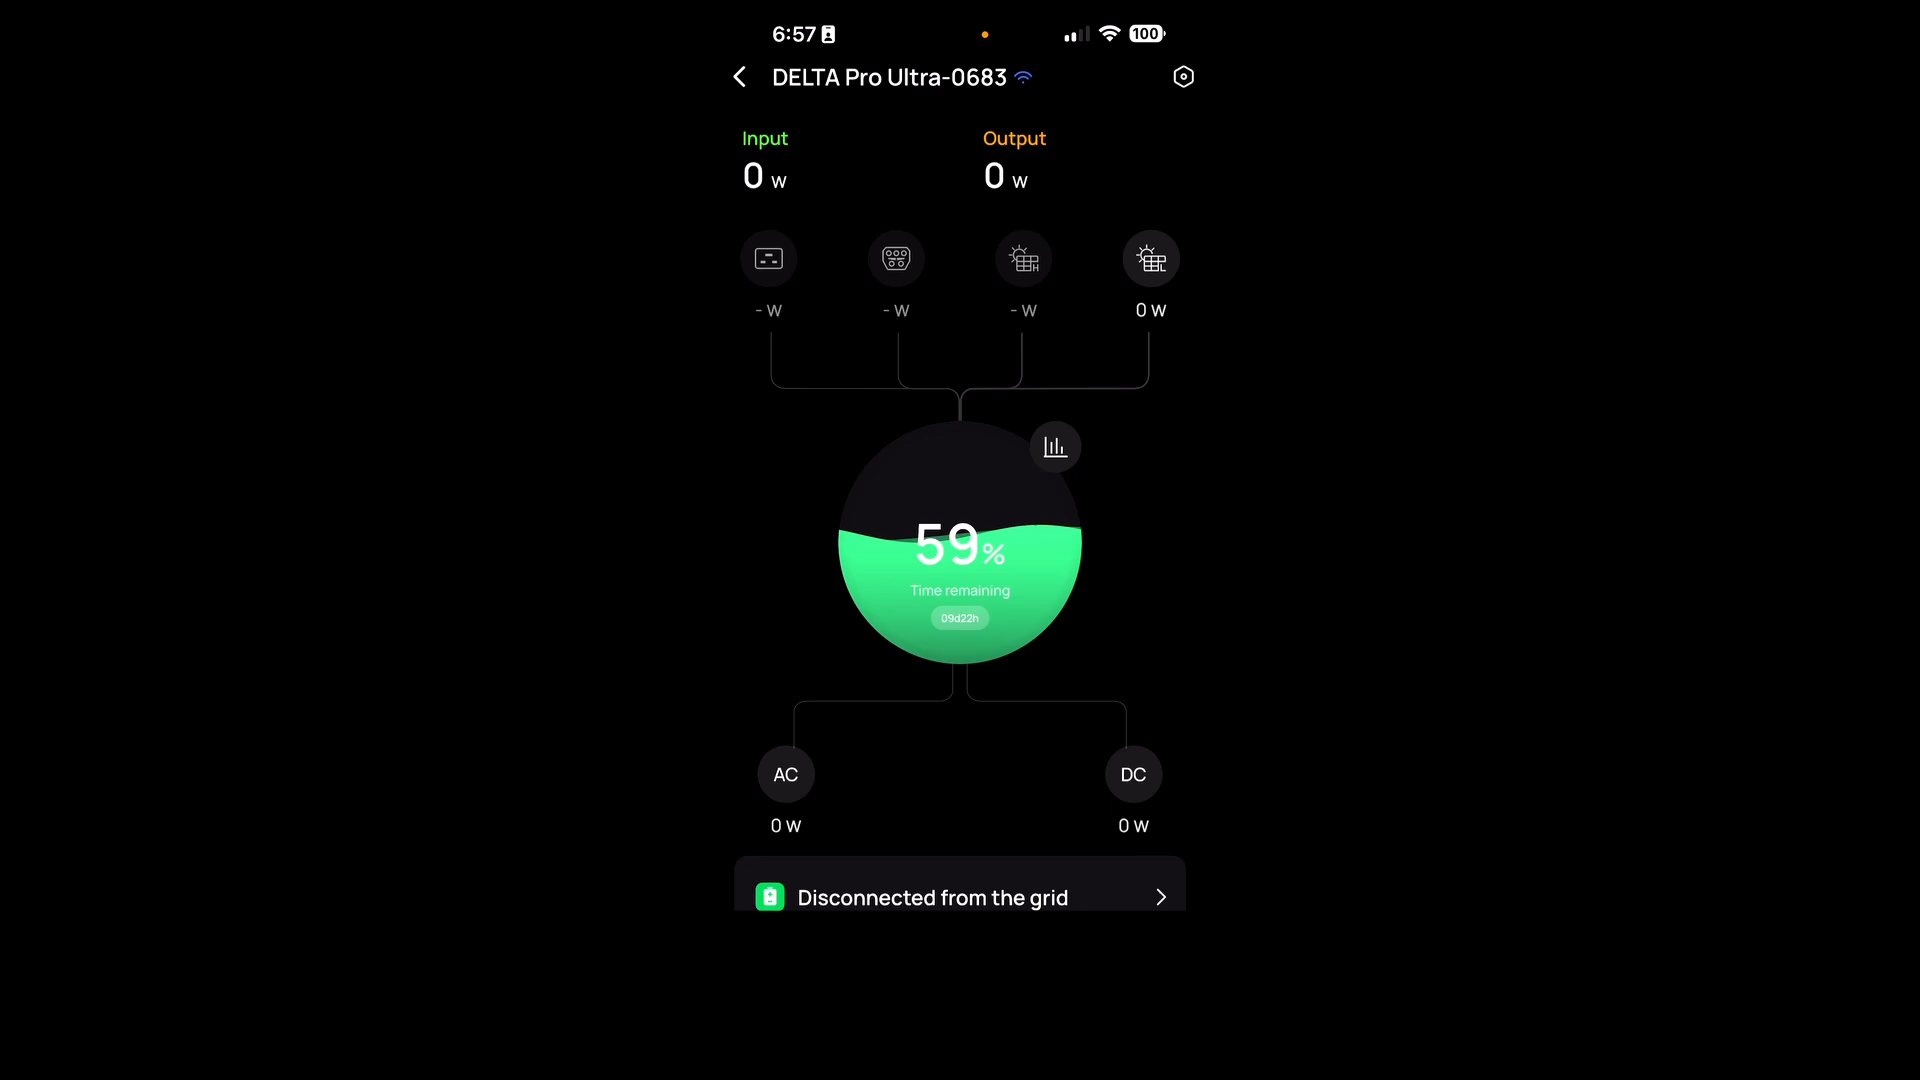 6:57
100
DELTA Pro Ultra-0683
Input
Output
0 W
0 W
- W
- W
- W
0 W
59%
Time remaining
09d22h
AC
DC
0 W
0 W
Disconnected from the grid